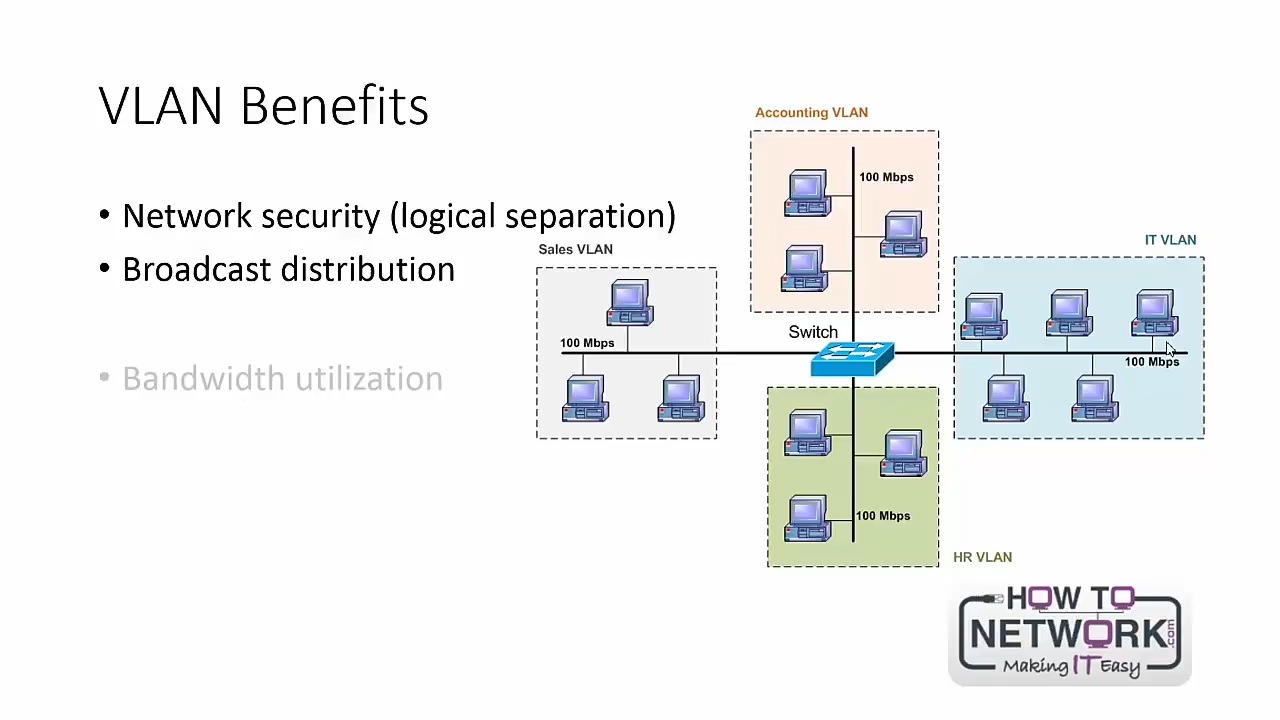 VLAN Benefits
• Network security (logical separation)
• Broadcast distribution
• Bandwidth utilization
Accounting VLAN
100 Mbps
Sales VLAN
100 Mbps
Switch
IT VLAN
100 Mbps
100 Mbps
HR VLAN
HOW TO
NETWORK.com
Making IT Easy